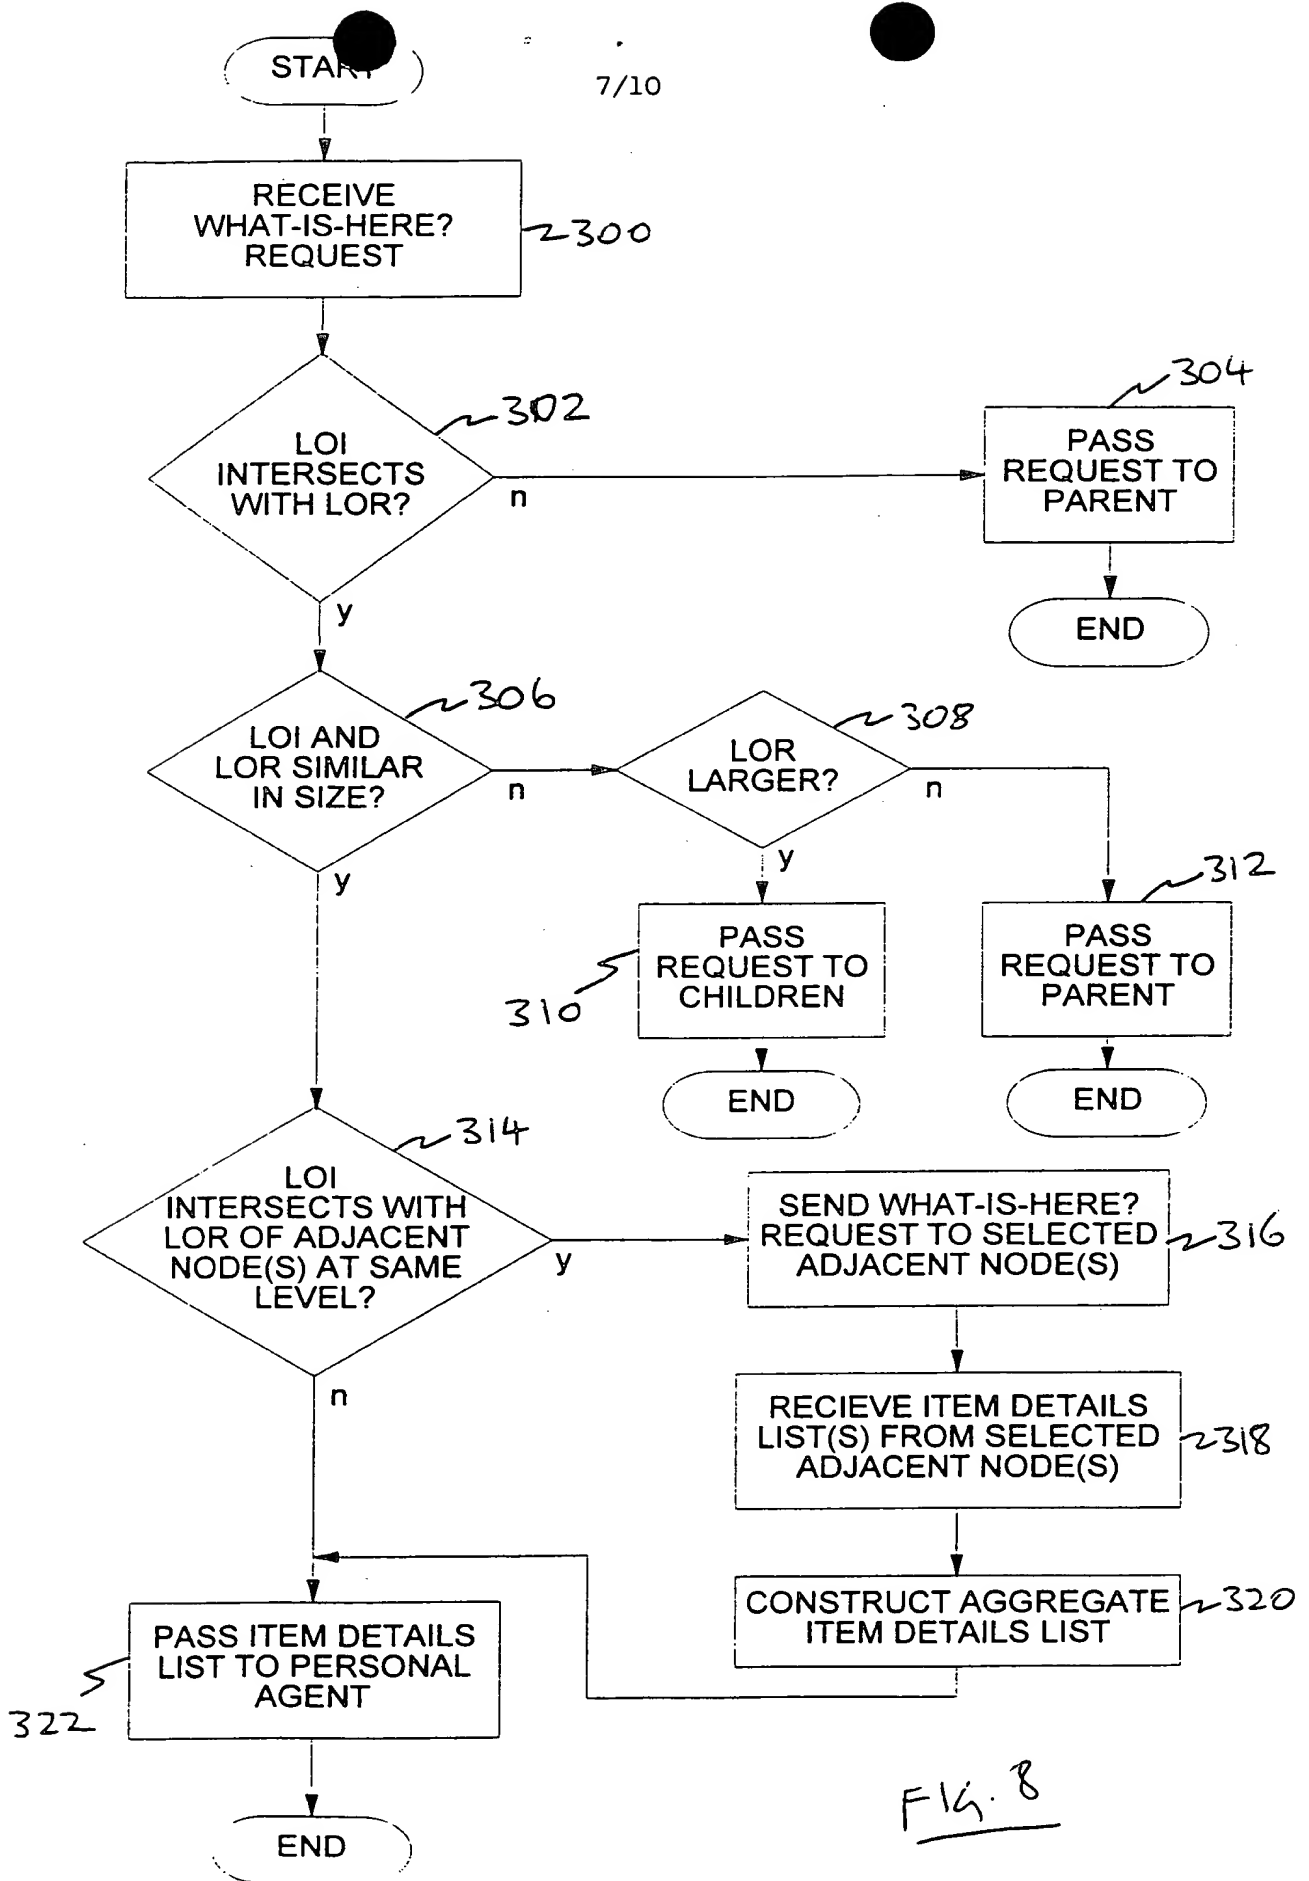 7/10
START
RECEIVE
WHAT-IS-HERE?
REQUEST
300
302
LOI
INTERSECTS
WITH LOR?
n
y
304
PASS
REQUEST TO
PARENT
END
306
LOI AND
LOR SIMILAR
IN SIZE?
n
y
308
LOR
LARGER?
n
y
310
PASS
REQUEST TO
CHILDREN
END
312
PASS
REQUEST TO
PARENT
END
314
LOI
INTERSECTS WITH
LOR OF ADJACENT
NODE(S) AT SAME
LEVEL?
y
n
SEND WHAT-IS-HERE?
REQUEST TO SELECTED
ADJACENT NODE(S)
316
RECIEVE ITEM DETAILS
LIST(S) FROM SELECTED
ADJACENT NODE(S)
318
CONSTRUCT AGGREGATE
ITEM DETAILS LIST
320
PASS ITEM DETAILS
LIST TO PERSONAL
AGENT
322
END
FIG. 8